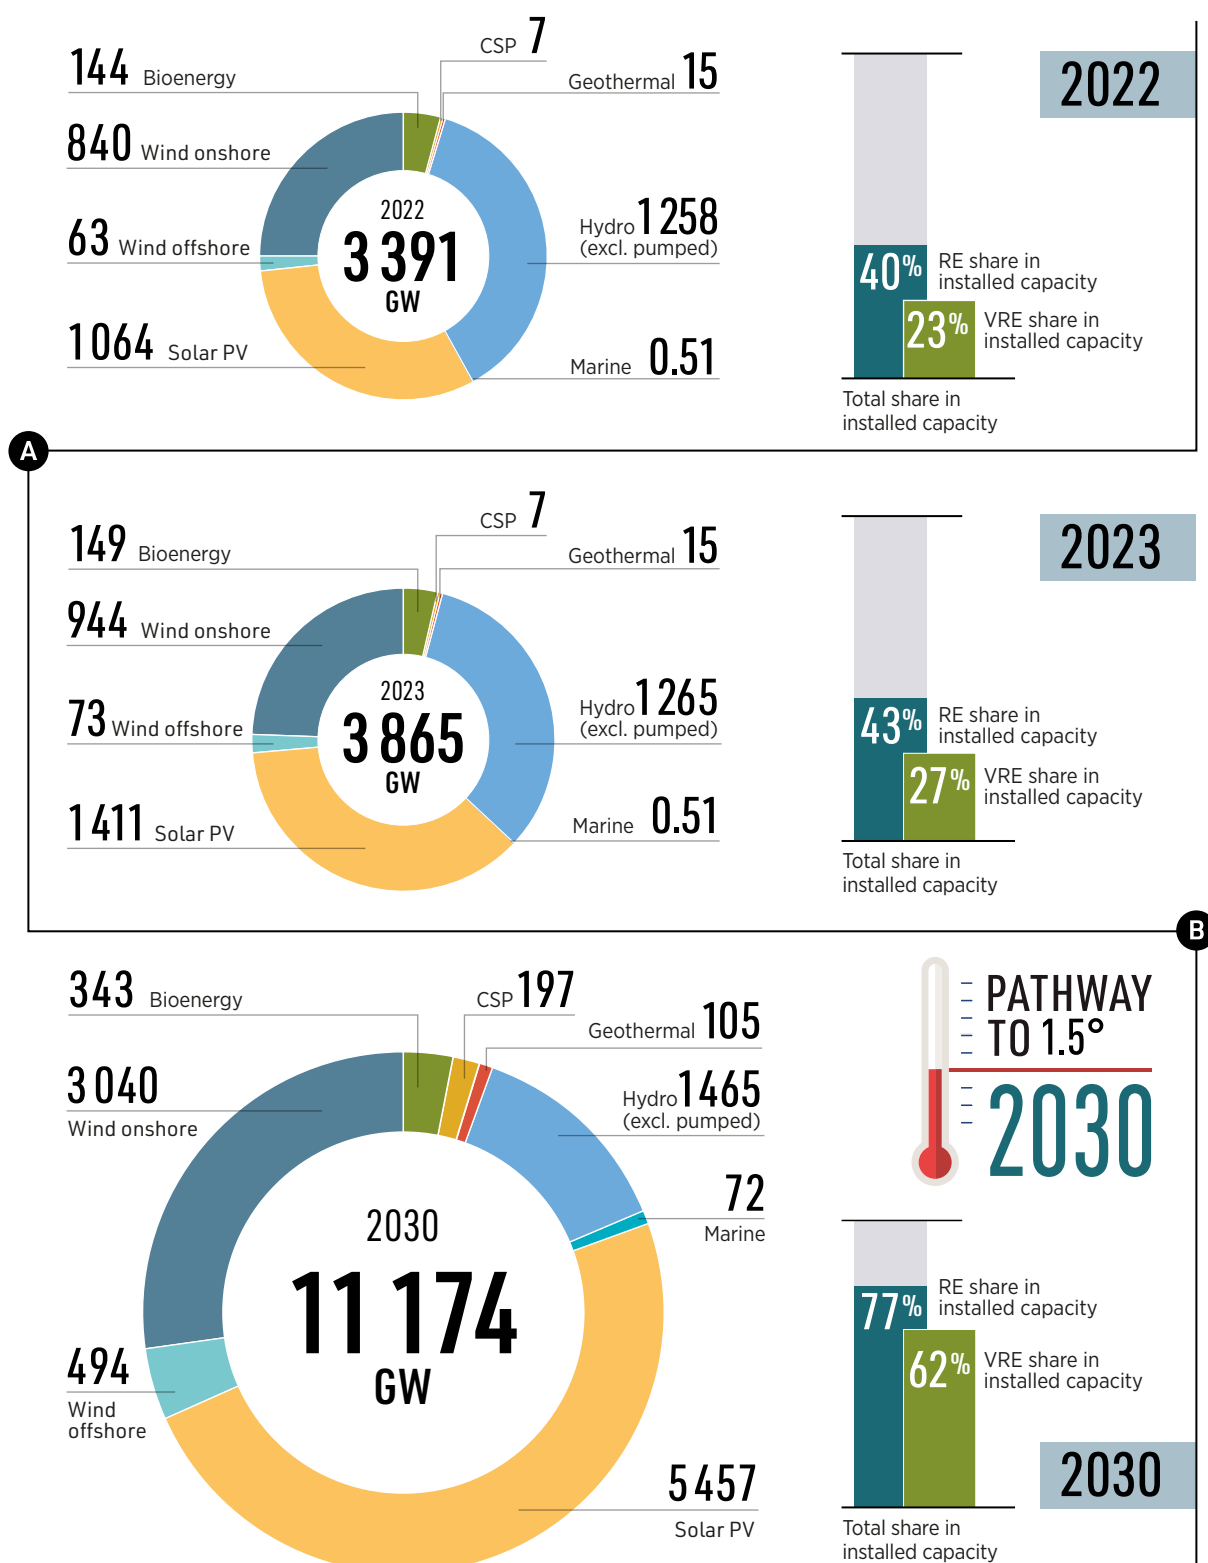 CSP 7
144 Bioenergy
Geothermal 15
840 Wind onshore
2022
3 391
GW
Hydro 1 258
(excl. pumped)
63 Wind offshore
1 064 Solar PV
Marine 0.51
2022
40%
RE share in
installed capacity
23%
VRE share in
installed capacity
Total share in
installed capacity
A
CSP 7
149 Bioenergy
Geothermal 15
944 Wind onshore
2023
3 865
GW
Hydro 1 265
(excl. pumped)
73 Wind offshore
1 411 Solar PV
Marine 0.51
2023
43%
RE share in
installed capacity
27%
VRE share in
installed capacity
Total share in
installed capacity
B
343 Bioenergy
CSP 197
Geothermal 105
3 040
Wind onshore
Hydro 1 465
(excl. pumped)
72
Marine
2030
11 174
GW
494
Wind
offshore
5 457
Solar PV
PATHWAY
TO 1.5°
2030
77%
RE share in
installed capacity
62%
VRE share in
installed capacity
2030
Total share in
installed capacity